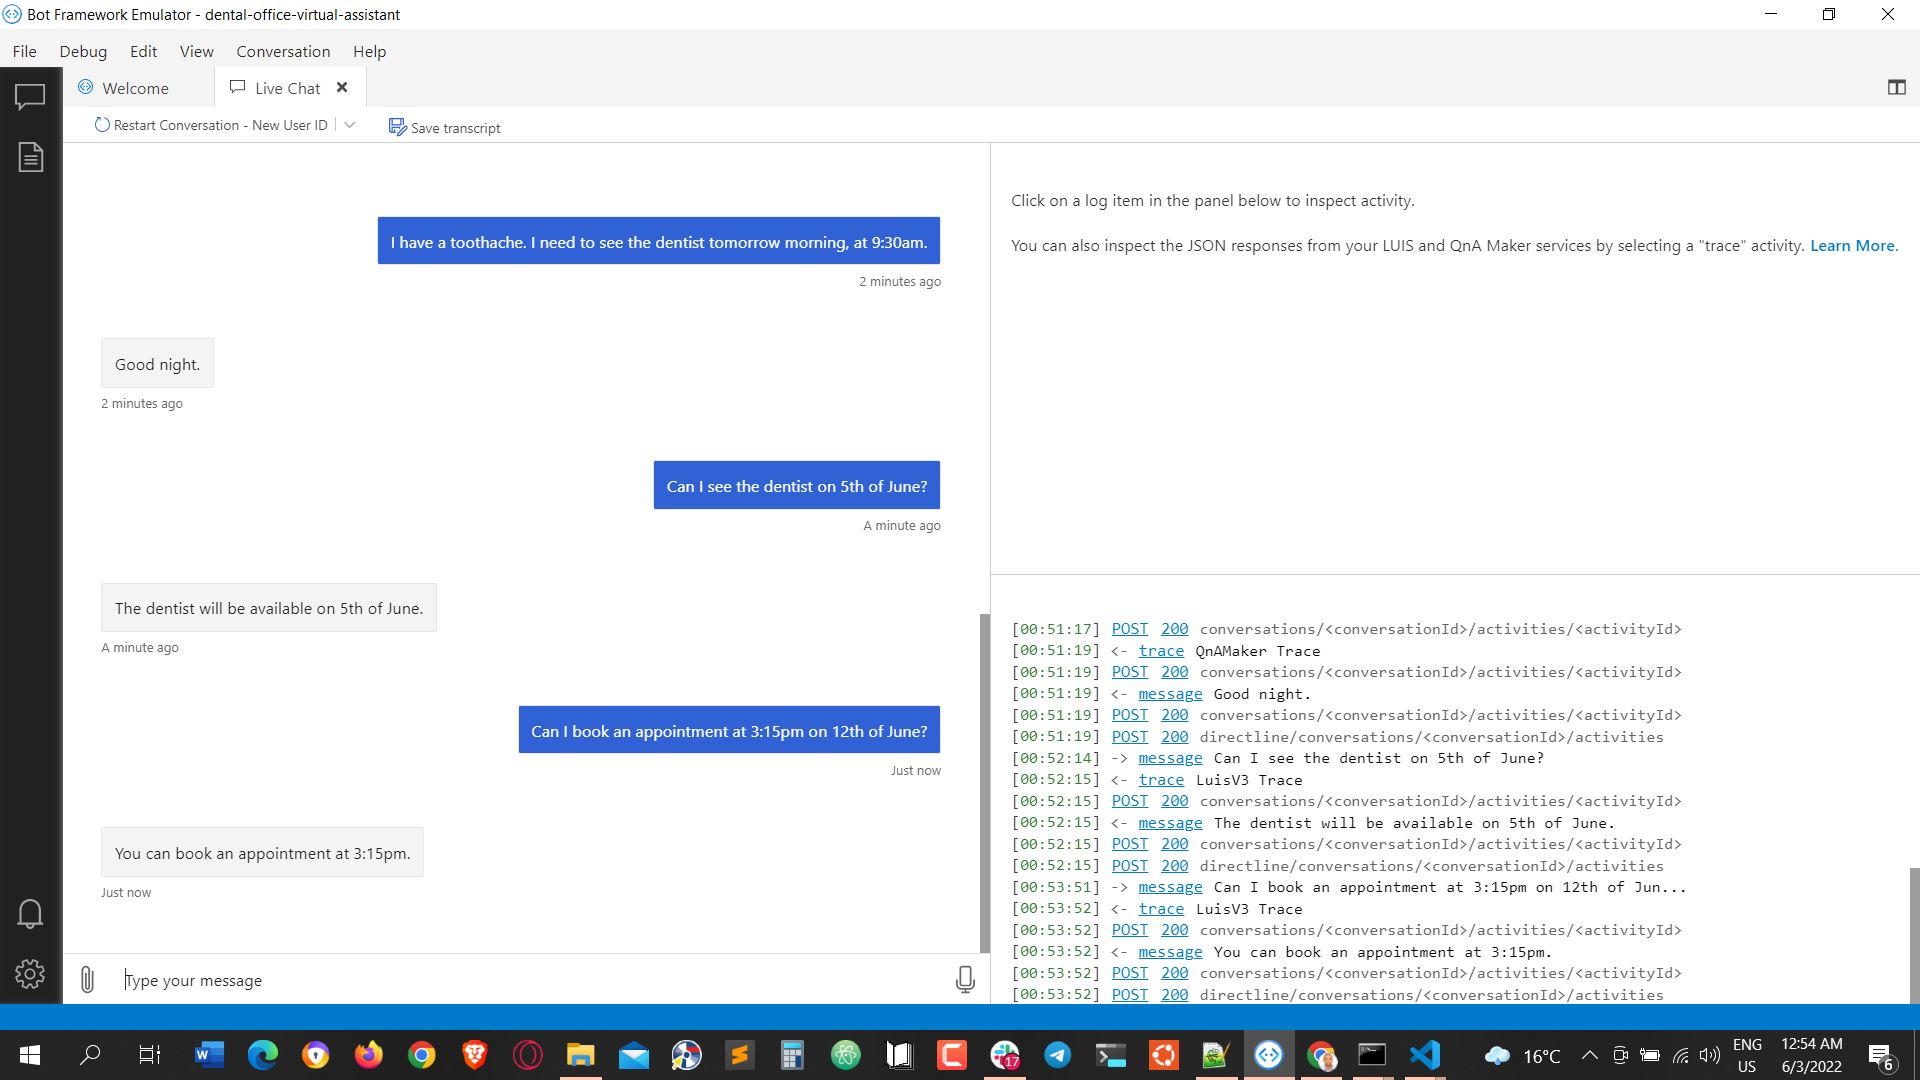 Bot Framework Emulator - dental-office-virtual-assistant
File Debug Edit View Conversation Help
Welcome
Live Chat
Restart Conversation - New User ID
Save transcript
I have a toothache. I need to see the dentist tomorrow morning, at 9:30am.
2 minutes ago
Good night.
2 minutes ago
Can I see the dentist on 5th of June?
A minute ago
The dentist will be available on 5th of June.
A minute ago
Can I book an appointment at 3:15pm on 12th of June?
Just now
You can book an appointment at 3:15pm.
Just now
Type your message
Click on a log item in the panel below to inspect activity.
You can also inspect the JSON responses from your LUIS and QnA Maker services by selecting a "trace" activity. Learn More.
[00:51:17] POST 200 conversations/<conversationId>/activities/<activityId>
[00:51:19] <- trace QnAMaker Trace
[00:51:19] POST 200 conversations/<conversationId>/activities/<activityId>
[00:51:19] <- message Good night.
[00:51:19] POST 200 conversations/<conversationId>/activities/<activityId>
[00:51:19] POST 200 directline/conversations/<conversationId>/activities
[00:52:14] -> message Can I see the dentist on 5th of June?
[00:52:15] <- trace LuisV3 Trace
[00:52:15] POST 200 conversations/<conversationId>/activities/<activityId>
[00:52:15] <- message The dentist will be available on 5th of June.
[00:52:15] POST 200 conversations/<conversationId>/activities/<activityId>
[00:52:15] POST 200 directline/conversations/<conversationId>/activities
[00:53:51] -> message Can I book an appointment at 3:15pm on 12th of Jun...
[00:53:52] <- trace LuisV3 Trace
[00:53:52] POST 200 conversations/<conversationId>/activities/<activityId>
[00:53:52] <- message You can book an appointment at 3:15pm.
[00:53:52] POST 200 conversations/<conversationId>/activities/<activityId>
[00:53:52] POST 200 directline/conversations/<conversationId>/activities
W
17
16°C
ENG
US
12:54 AM
6/3/2022
6